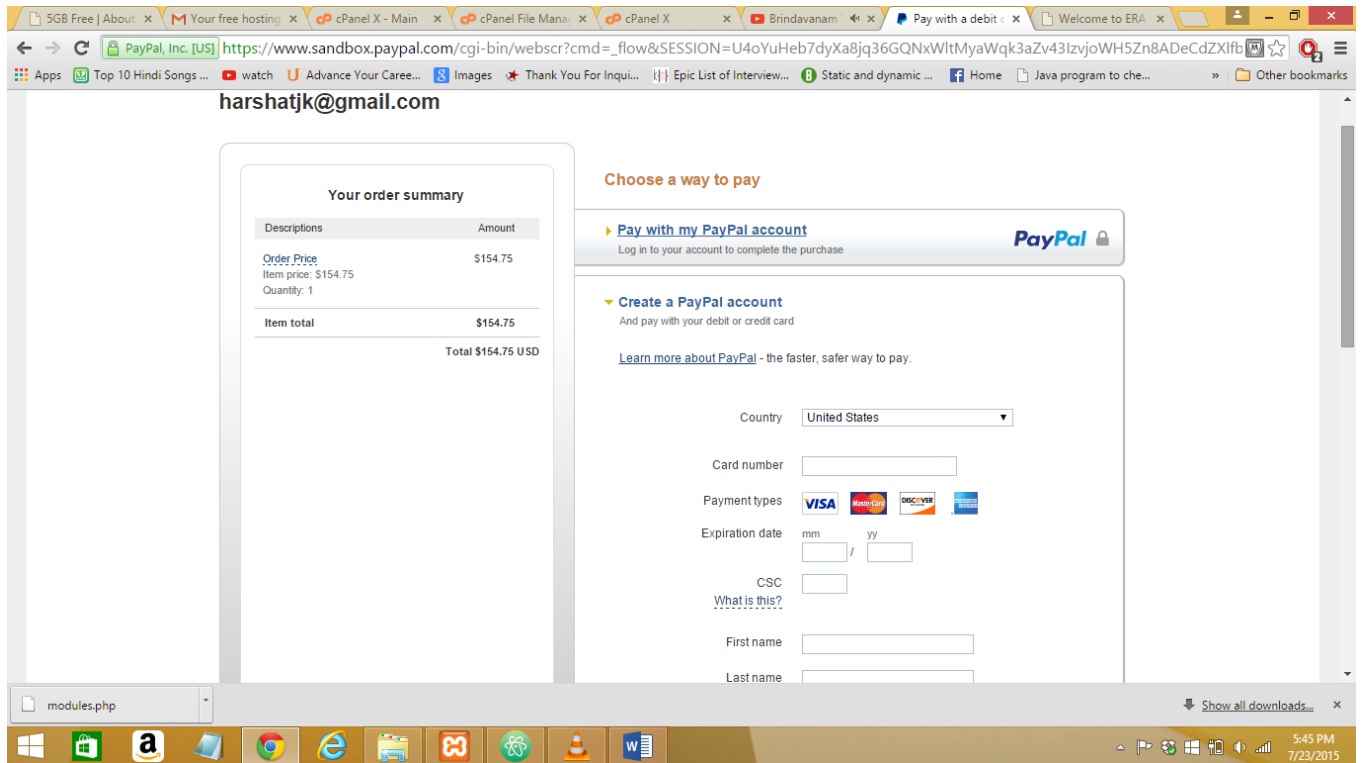 5GB Free | About
Your free hosting
cPanel X - Main
cPanel File Manag
cPanel X
Brindavanam
Pay with a debit c
Welcome to ERA
PayPal, Inc. [US] https://www.sandbox.paypal.com/cgi-bin/webscr?cmd=_flow&SESSION=U4oYuHeb7dyXa8jq36GQNxWltMyaWqk3aZv43IzvjoWH5Zn8ADeCdZXlfb
Apps Top 10 Hindi Songs ... watch Advance Your Caree... Images Thank You For Inqui... Epic List of Interview... Static and dynamic ... Home Java program to che... » Other bookmarks
harshatjk@gmail.com
Your order summary
Descriptions Amount
Order Price $154.75
Item price: $154.75
Quantity: 1
Item total $154.75
Total $154.75 USD
Choose a way to pay
Pay with my PayPal account
Log in to your account to complete the purchase
PayPal
Create a PayPal account
And pay with your debit or credit card
Learn more about PayPal - the faster, safer way to pay.
Country United States
Card number
Payment types VISA MasterCard DISCOVER
Expiration date mm yy
/
CSC
What is this?
First name
Last name
modules.php
Show all downloads...
5:45 PM
7/23/2015